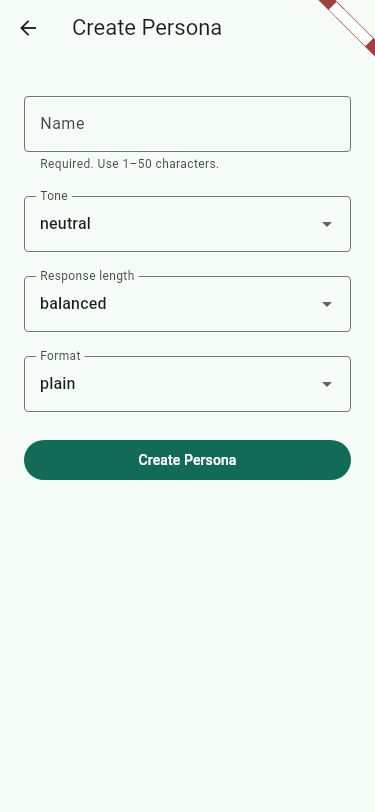 Create Persona
Name
Required. Use 1–50 characters.
Tone
neutral
Response length
balanced
Format
plain
Create Persona